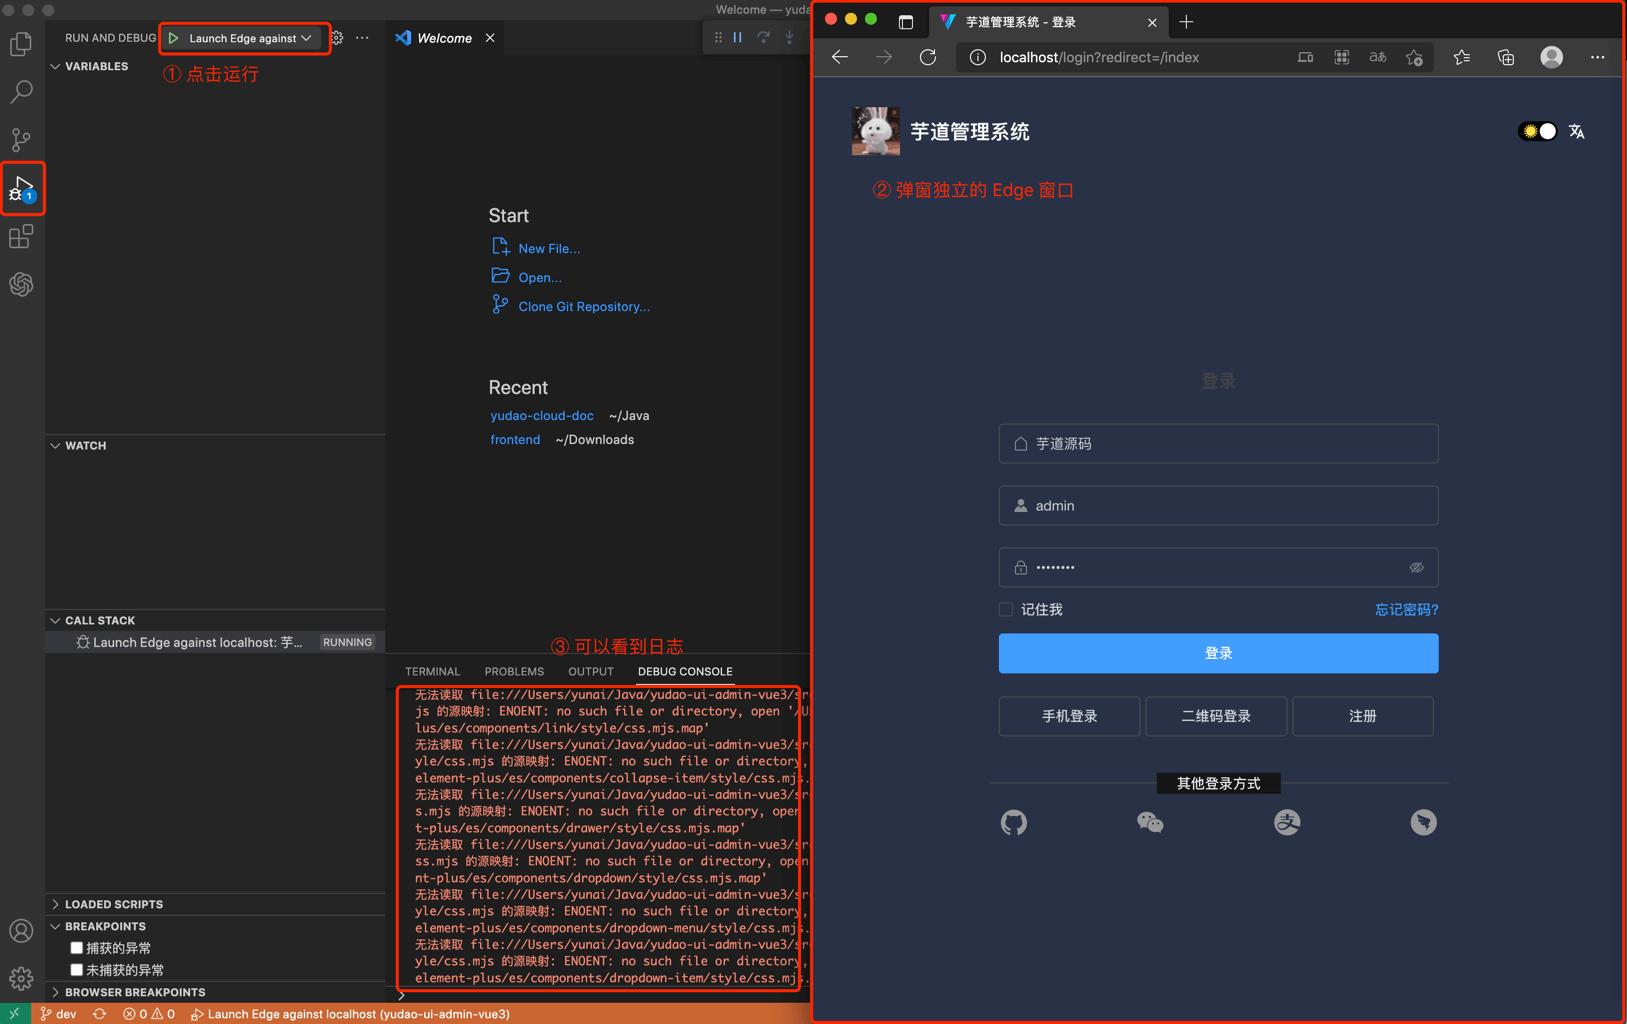 Welcome — yuda
RUN AND DEBUG
Launch Edge against
① 点击运行
VARIABLES
WATCH
CALL STACK
Launch Edge against localhost: 芋...
RUNNING
LOADED SCRIPTS
BREAKPOINTS
捕获的异常
未捕获的异常
BROWSER BREAKPOINTS
1
Welcome
Start
New File...
Open...
Clone Git Repository...
Recent
yudao-cloud-doc ~/Java
frontend ~/Downloads
③ 可以看到日志
TERMINAL PROBLEMS OUTPUT DEBUG CONSOLE
无法读取 file:///Users/yunai/Java/yudao-ui-admin-vue3/sr
js 的源映射: ENOENT: no such file or directory, open '/U
lus/es/components/link/style/css.mjs.map'
无法读取 file:///Users/yunai/Java/yudao-ui-admin-vue3/sr
yle/css.mjs 的源映射: ENOENT: no such file or directory,
element-plus/es/components/collapse-item/style/css.mjs.
无法读取 file:///Users/yunai/Java/yudao-ui-admin-vue3/sr
s.mjs 的源映射: ENOENT: no such file or directory, open
t-plus/es/components/drawer/style/css.mjs.map'
无法读取 file:///Users/yunai/Java/yudao-ui-admin-vue3/sr
ss.mjs 的源映射: ENOENT: no such file or directory, open
nt-plus/es/components/dropdown/style/css.mjs.map'
无法读取 file:///Users/yunai/Java/yudao-ui-admin-vue3/sr
yle/css.mjs 的源映射: ENOENT: no such file or directory,
element-plus/es/components/dropdown-menu/style/css.mjs.
无法读取 file:///Users/yunai/Java/yudao-ui-admin-vue3/sr
yle/css.mjs 的源映射: ENOENT: no such file or directory,
element-plus/es/components/dropdown-item/style/css.mjs.
dev
0 0
Launch Edge against localhost (yudao-ui-admin-vue3)
芋道管理系统 - 登录
localhost/login?redirect=/index
aあ
芋道管理系统
② 弹窗独立的 Edge 窗口
登录
芋道源码
admin
••••••••
记住我
忘记密码?
登录
手机登录 二维码登录 注册
其他登录方式